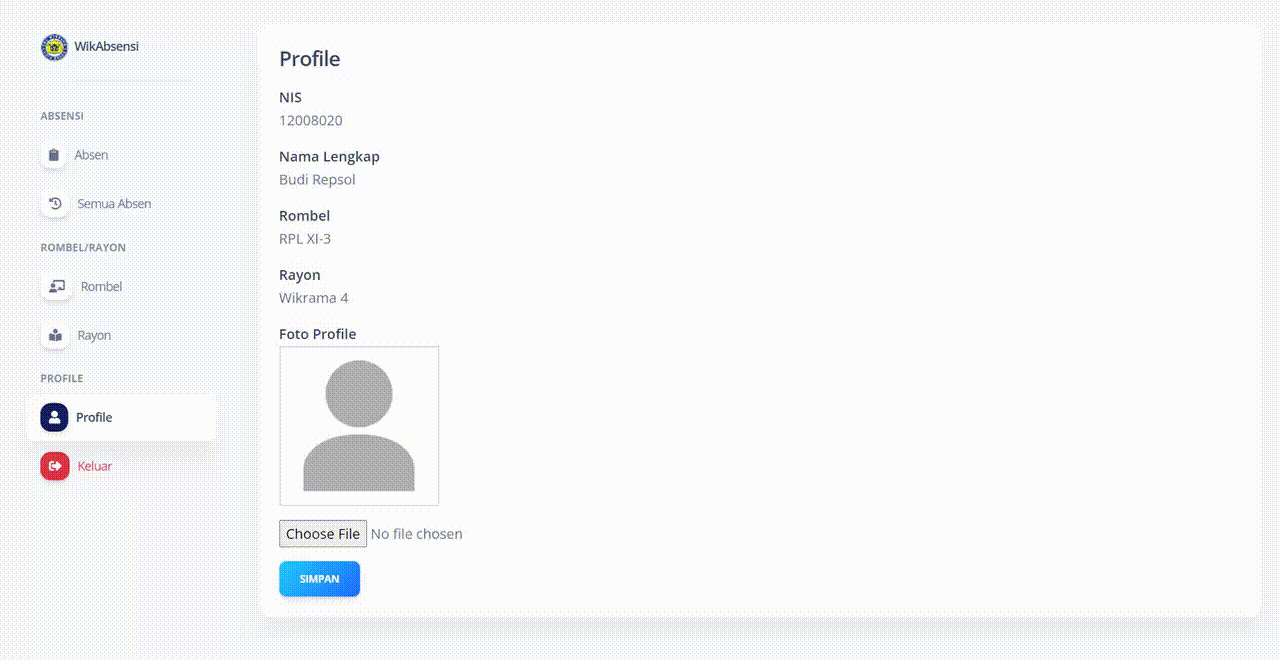 WikAbsensi
ABSENSI
Absen
Semua Absen
ROMBEL/RAYON
Rombel
Rayon
PROFILE
Profile
Keluar
Profile
NIS
12008020
Nama Lengkap
Budi Repsol
Rombel
RPL XI-3
Rayon
Wikrama 4
Foto Profile
Choose File No file chosen
SIMPAN